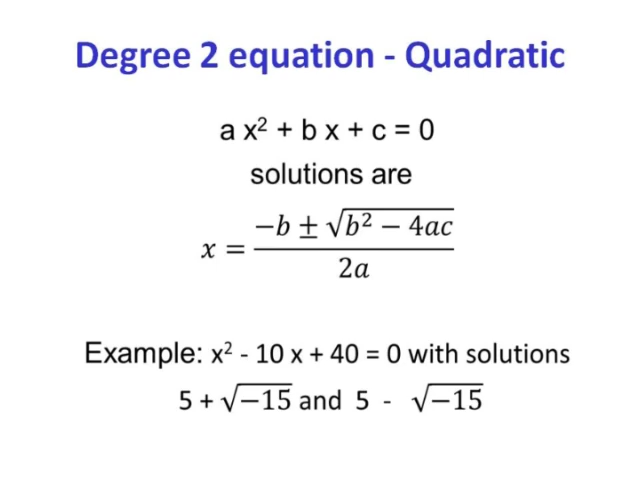 Degree 2 equation - Quadratic
a x² + b x + c = 0
solutions are
x = (−b ± √(b² − 4ac)) / 2a
Example: x² - 10 x + 40 = 0 with solutions
5 + √−15 and 5 - √−15